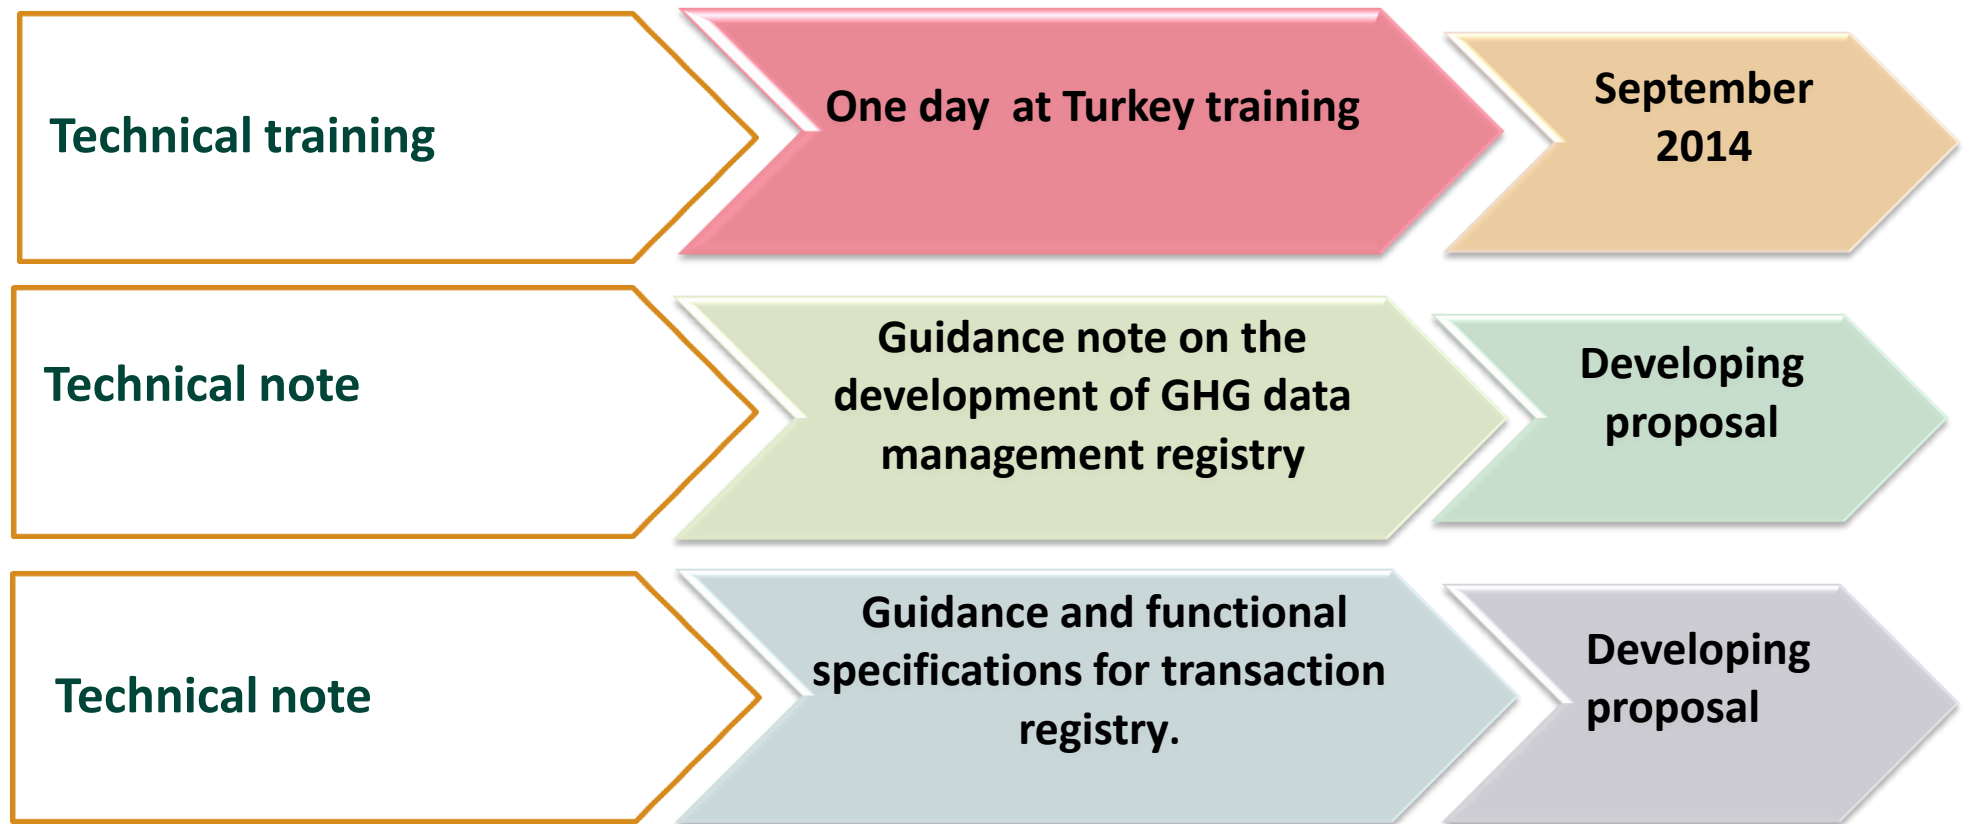 Technical training
One day  at Turkey training
September
2014
Technical note
Guidance note on the
development of GHG data
management registry
Developing
proposal
Technical note
Guidance and functional
specifications for transaction
registry.
Developing
proposal